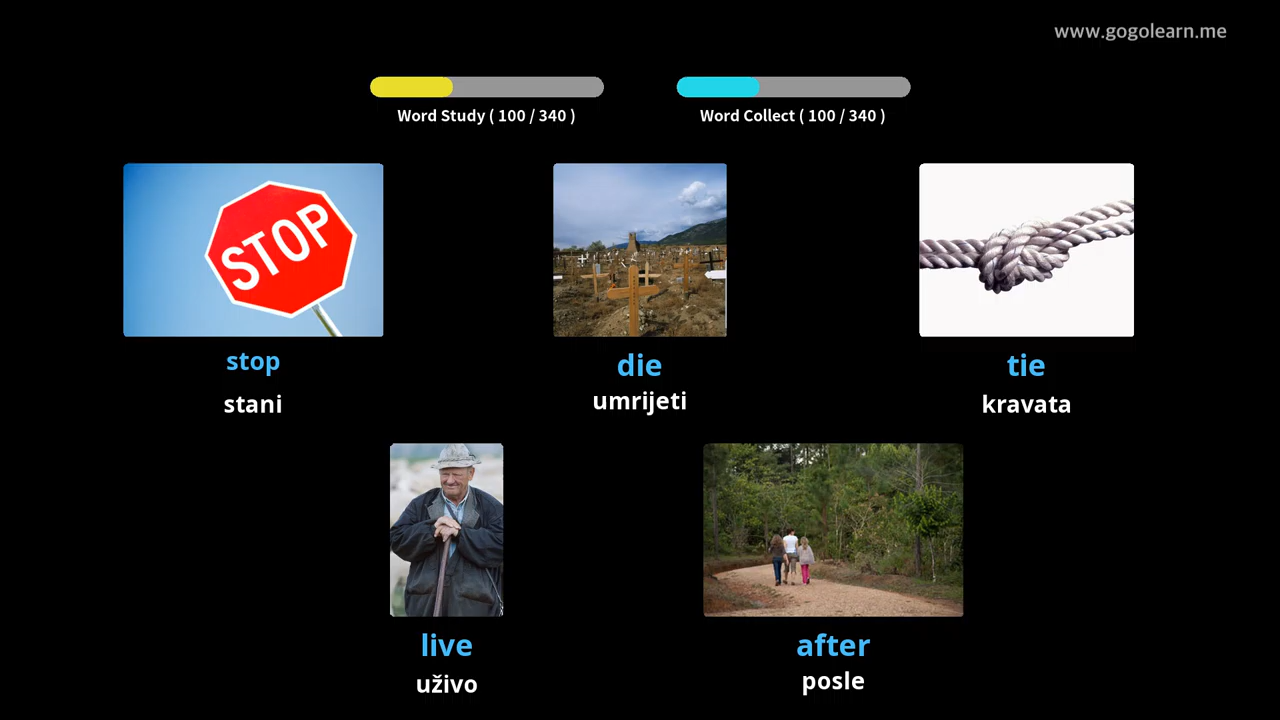 www.gogolearn.me
Word Study ( 100 / 340 )
Word Collect ( 100 / 340 )
STOP
stop
stani
die
umrijeti
tie
kravata
live
uživo
after
posle